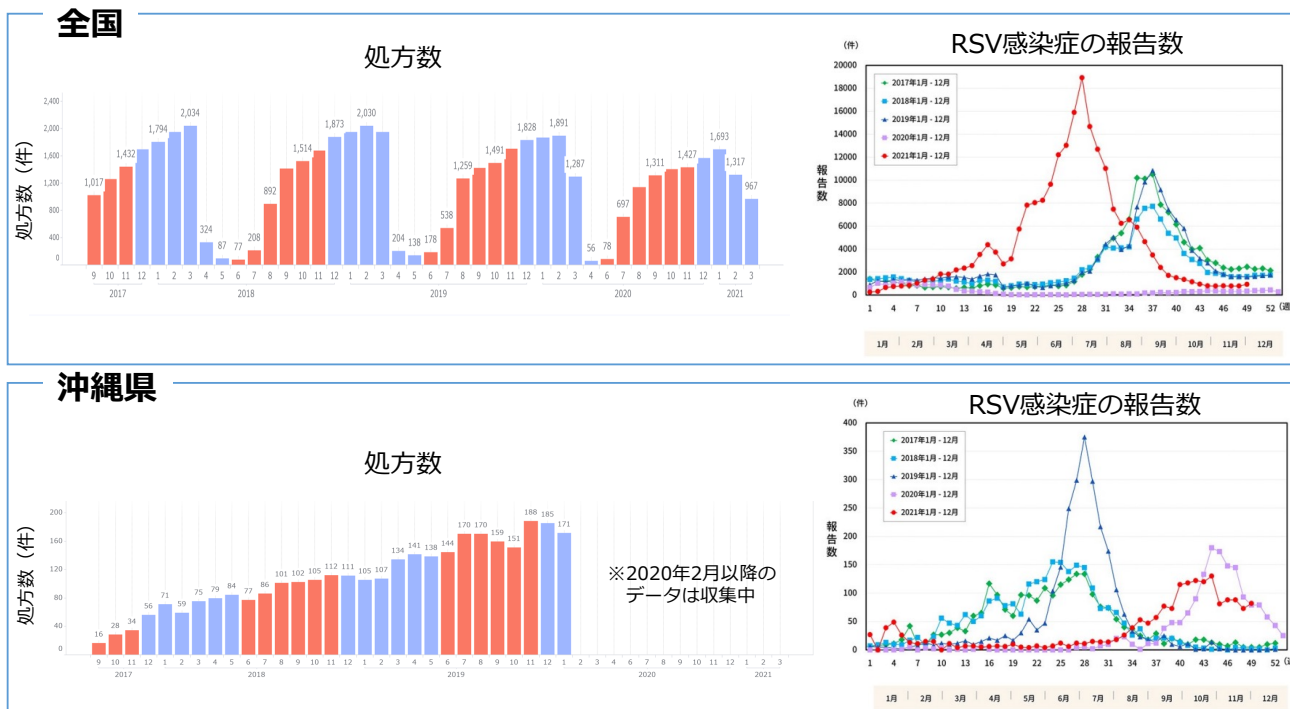 全国
処方数
処方数（件）
2,400
2,000
1,600
1,200
800
400
0
1,017
1,432
1,794
2,034
324
87
77
208
892
1,514
1,873
2,030
204
138
178
538
1,259
1,491
1,828
1,891
1,287
56
78
697
1,311
1,427
1,693
1,317
967
9 10 11 12 1 2 3 4 5 6 7 8 9 10 11 12 1 2 3 4 5 6 7 8 9 10 11 12 1 2 3 4 6 7 8 9 10 11 12 1 2 3
2017 2018 2019 2020 2021
RSV感染症の報告数
(件)
報告数
20000
18000
16000
14000
12000
10000
8000
6000
4000
2000
0
2017年1月 - 12月
2018年1月 - 12月
2019年1月 - 12月
2020年1月 - 12月
2021年1月 - 12月
1 4 7 10 13 16 19 22 25 28 31 34 37 40 43 46 49 52 (週
1月 2月 3月 4月 5月 6月 7月 8月 9月 10月 11月 12月
沖縄県
処方数
処方数（件）
200
160
120
80
40
0
16 28 34 56 71 59 75 79 84 77 86 101 102 105 112 111 105 107 134 141 138 144 170 170 159 151 188 185 171
※2020年2月以降の
データは収集中
9 10 11 12 1 2 3 4 5 6 7 8 9 10 11 12 1 2 3 4 5 6 7 8 9 10 11 12 1 2 3 4 6 7 8 9 10 11 12 1 2 3
2017 2018 2019 2020 2021
RSV感染症の報告数
(件)
報告数
400
350
300
250
200
150
100
50
0
2017年1月 - 12月
2018年1月 - 12月
2019年1月 - 12月
2020年1月 - 12月
2021年1月 - 12月
1 4 7 10 13 16 19 22 25 28 31 34 37 40 43 46 49 52
1月 2月 3月 4月 5月 6月 7月 8月 9月 10月 11月 12月